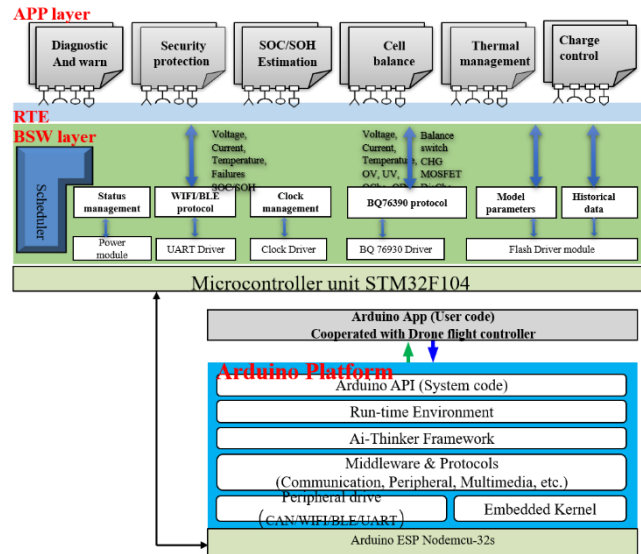 APP layer
Diagnostic
And warn
Security
protection
SOC/SOH
Estimation
Cell
balance
Thermal
management
Charge
control
RTE
BSW layer
Scheduler
Voltage,
Current,
Temperature,
Failures
SOC/SOH
Voltage,
Current,
Temperature,
OV, UV,
Balance
switch
CHG
MOSFET
Status
management
WIFI/BLE
protocol
Clock
management
BQ76390 protocol
Model
parameters
Historical
data
Power
module
UART Driver
Clock Driver
BQ 76930 Driver
Flash Driver module
Microcontroller unit STM32F104
Arduino App (User code)
Cooperated with Drone flight controller
Arduino Platform
Arduino API (System code)
Run-time Environment
Ai-Thinker Framework
Middleware & Protocols
(Communication, Peripheral, Multimedia, etc.)
Peripheral drive
(CAN/WIFI/BLE/UART)
Embedded Kernel
Arduino ESP Nodemcu-32s